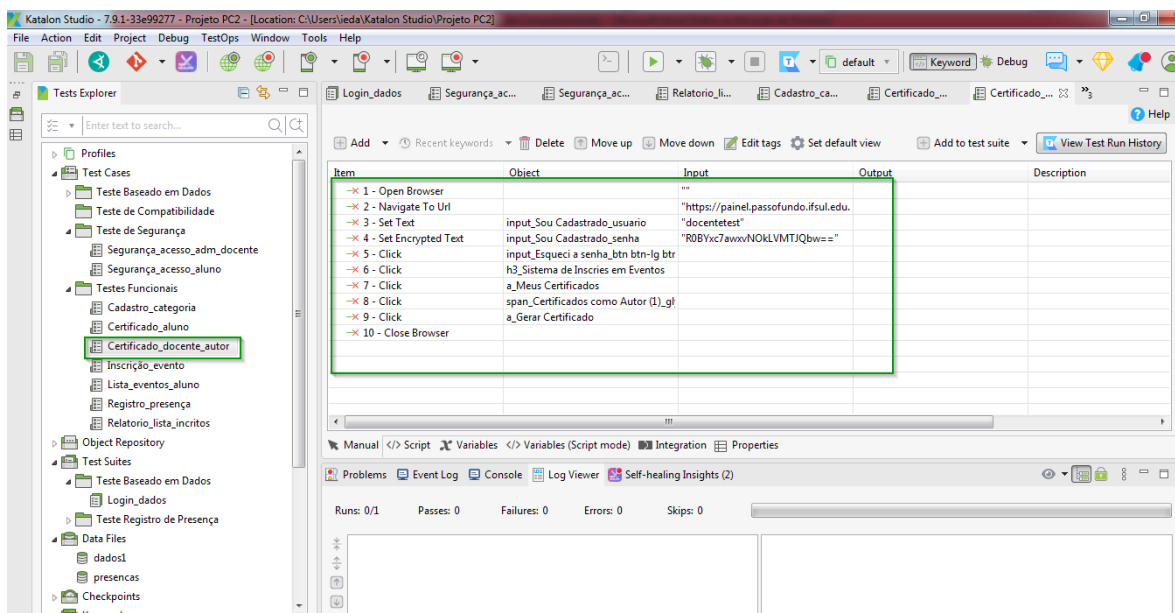 Katalon Studio - 7.9.1-33e99277 - Projeto PC2 - [Location: C:\Users\ieda\Katalon Studio\Projeto PC2]
File Action Edit Project Debug TestOps Window Tools Help
default Keyword Debug
Tests Explorer
Enter text to search...
Profiles
Test Cases
Teste Baseado em Dados
Teste de Compatibilidade
Teste de Segurança
Segurança_acesso_adm_docente
Segurança_acesso_aluno
Testes Funcionais
Cadastro_categoria
Certificado_aluno
Certificado_docente_autor
Inscrição_evento
Lista_eventos_aluno
Registro_presença
Relatorio_lista_incritos
Object Repository
Test Suites
Teste Baseado em Dados
Login_dados
Teste Registro de Presença
Data Files
dados1
presencas
Checkpoints
Login_dados Segurança_ac... Segurança_ac... Relatorio_li... Cadastro_ca... Certificado_... Certificado_... 3
Help
Add Recent keywords Delete Move up Move down Edit tags Set default view Add to test suite View Test Run History
Item Object Input Output Description
1 - Open Browser ""
2 - Navigate To Url "https://painel.passofundo.ifsul.edu.
3 - Set Text input_Sou Cadastrado_usuario "docentetest"
4 - Set Encrypted Text input_Sou Cadastrado_senha "R0BYxc7awxvNOkLVMTJQbw=="
5 - Click input_Esqueci a senha_btn btn-lg btr
6 - Click h3_Sistema de Inscries em Eventos
7 - Click a_Meus Certificados
8 - Click span_Certificados como Autor (1)_gl
9 - Click a_Gerar Certificado
10 - Close Browser
Manual </> Script Variables </> Variables (Script mode) Integration Properties
Problems Event Log Console Log Viewer Self-healing Insights (2)
Runs: 0/1 Passes: 0 Failures: 0 Errors: 0 Skips: 0